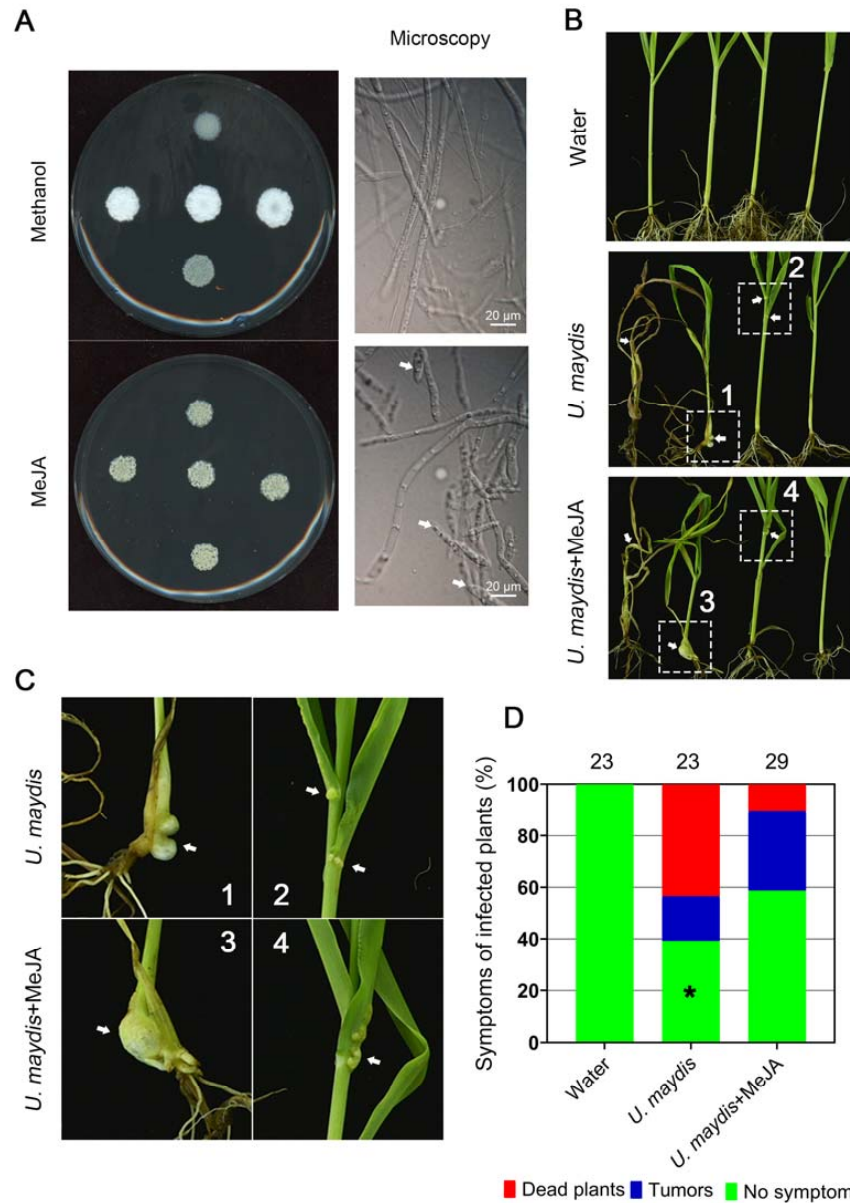 A
Microscopy
Methanol
20 µm
MeJA
20 µm
B
Water
U. maydis
1
2
U. maydis+MeJA
3
4
C
U. maydis
1
2
U. maydis+MeJA
3
4
D
Symptoms of infected plants (%)
23 23 29
100
80
60
40
20
0
*
Water
U. maydis
U. maydis+MeJA
Dead plants Tumors No symptom